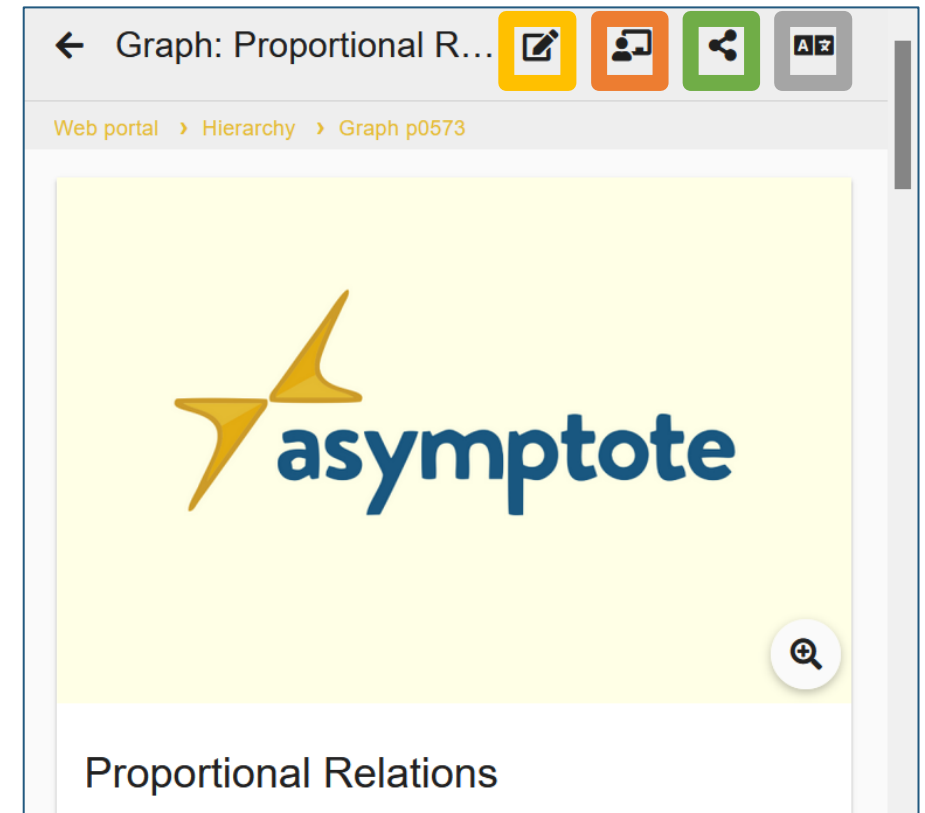 Graph: Proportional R...
Web portal › Hierarchy › Graph p0573
asymptote
Proportional Relations